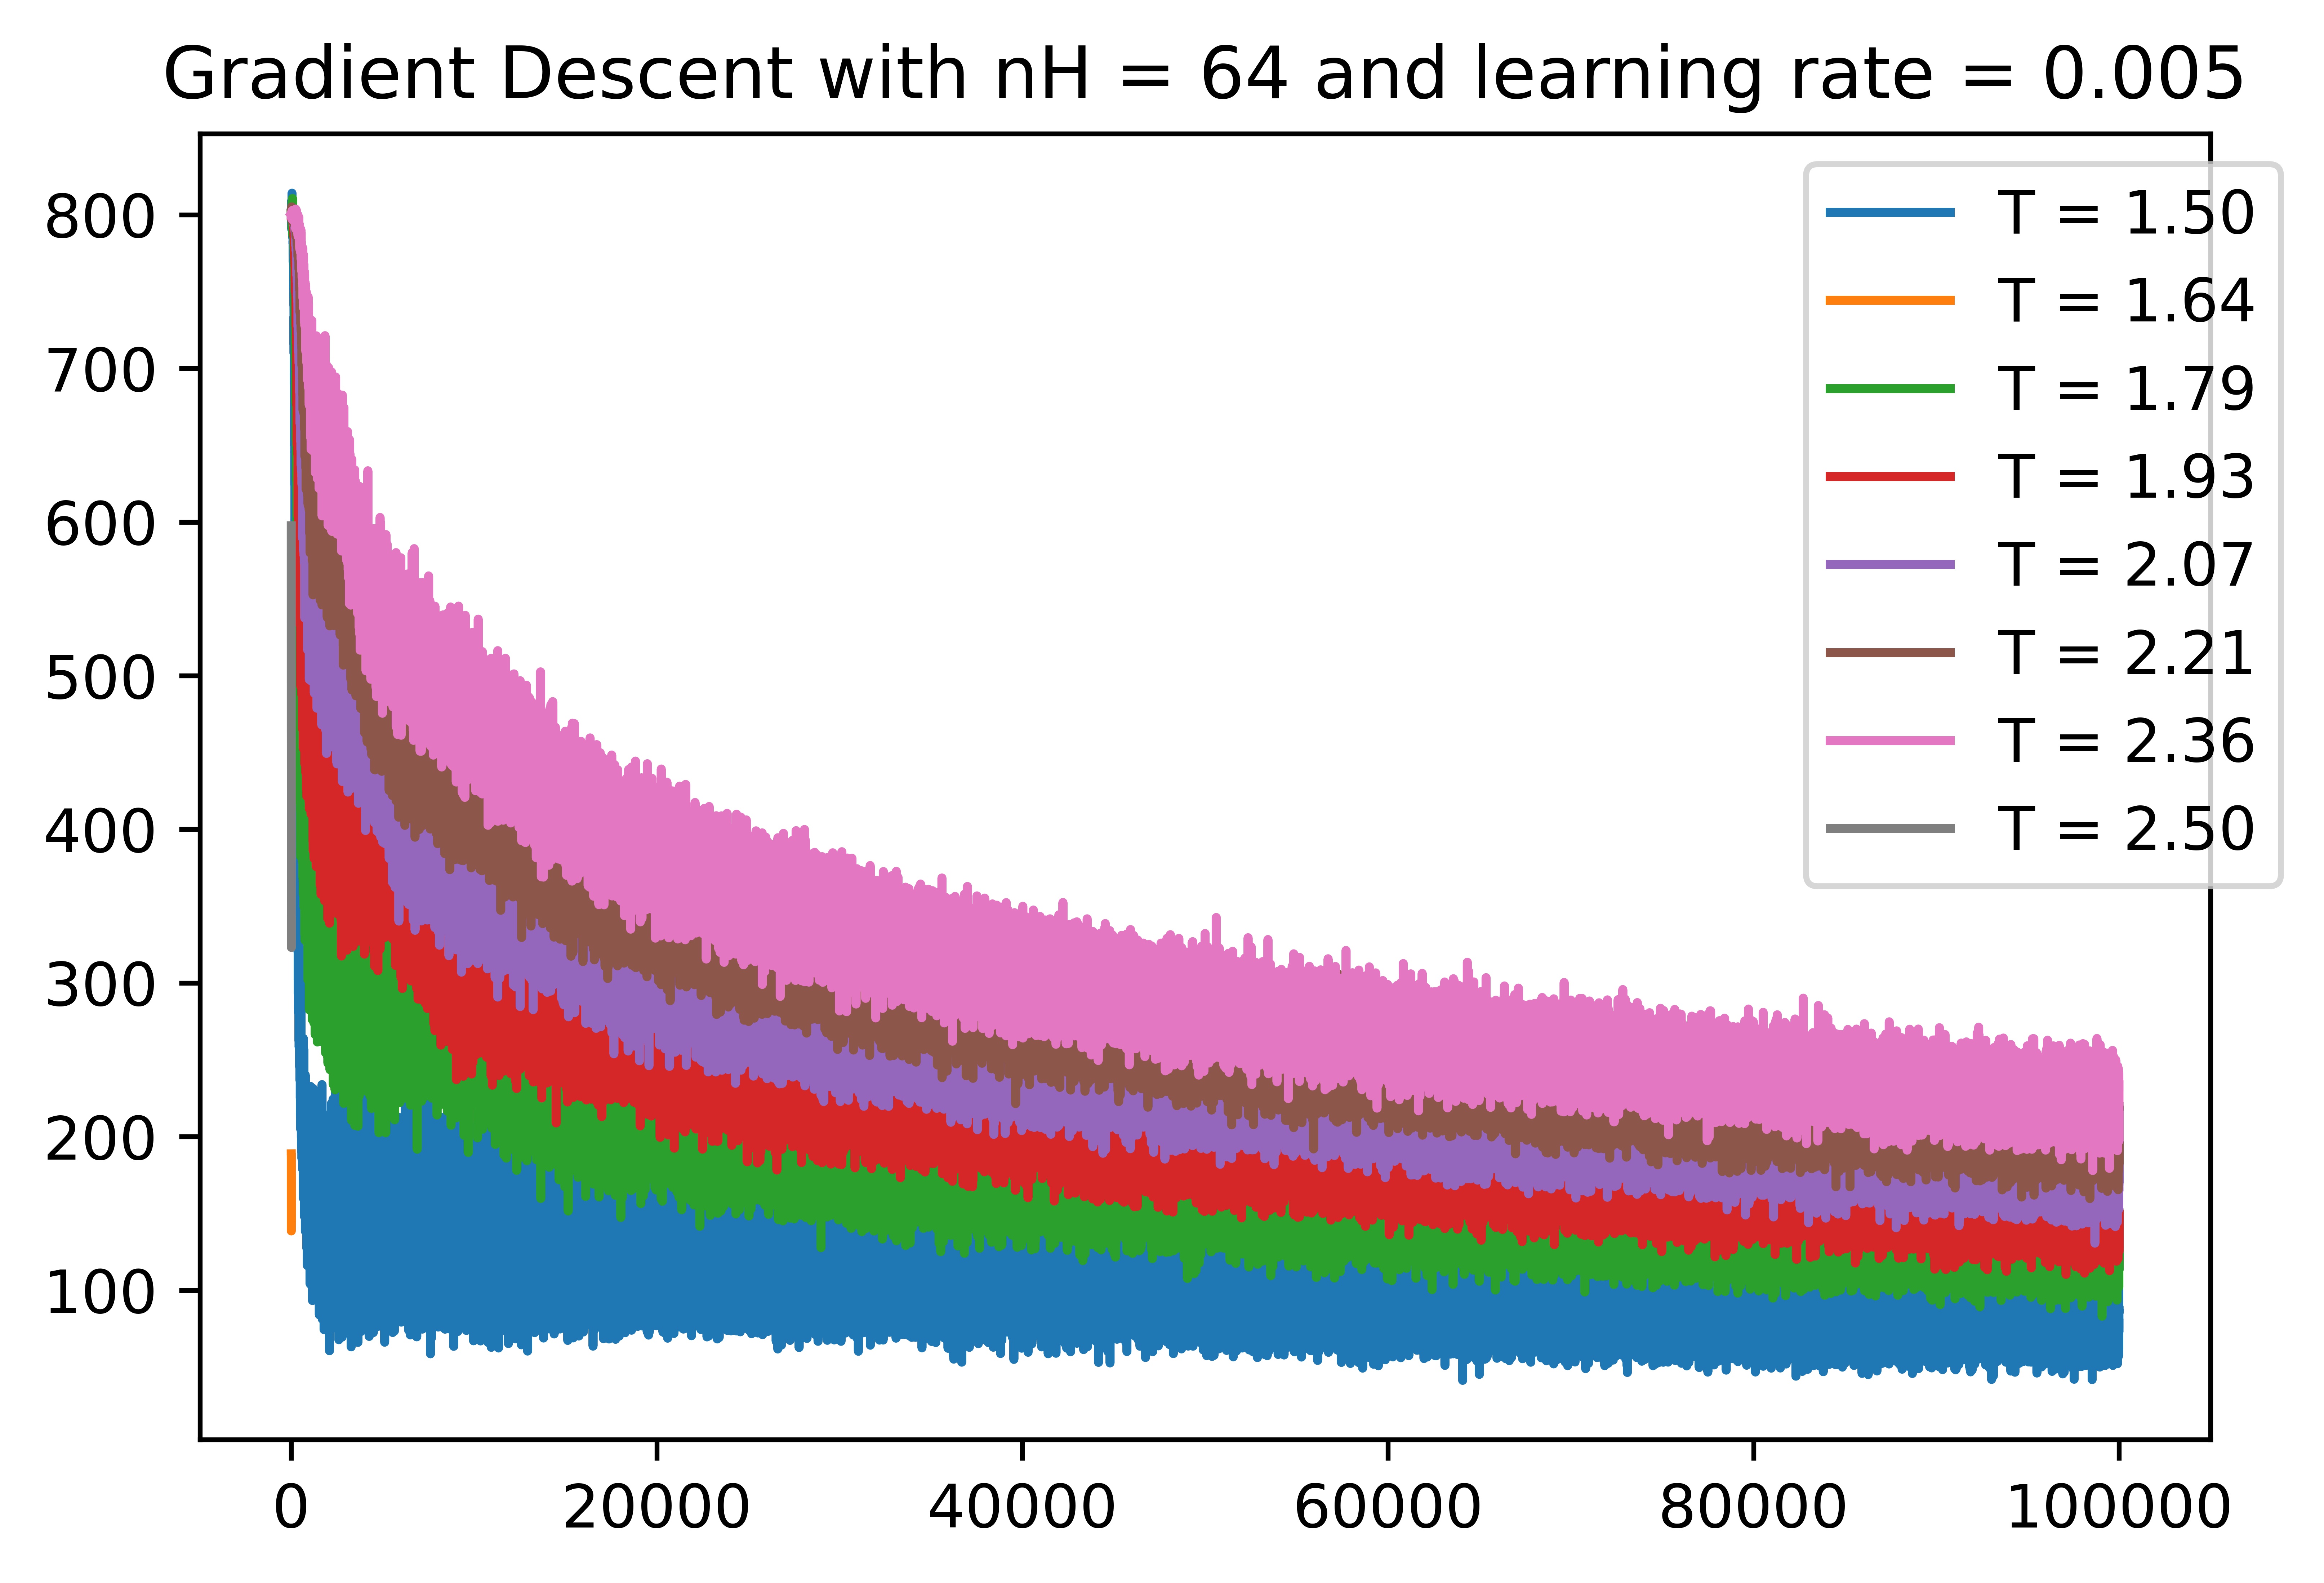 Gradient Descent with nH = 64 and learning rate = 0.005
800
700
600
500
400
300
200
100
0
20000
40000
60000
80000
100000
T = 1.50
T = 1.64
T = 1.79
T = 1.93
T = 2.07
T = 2.21
T = 2.36
T = 2.50